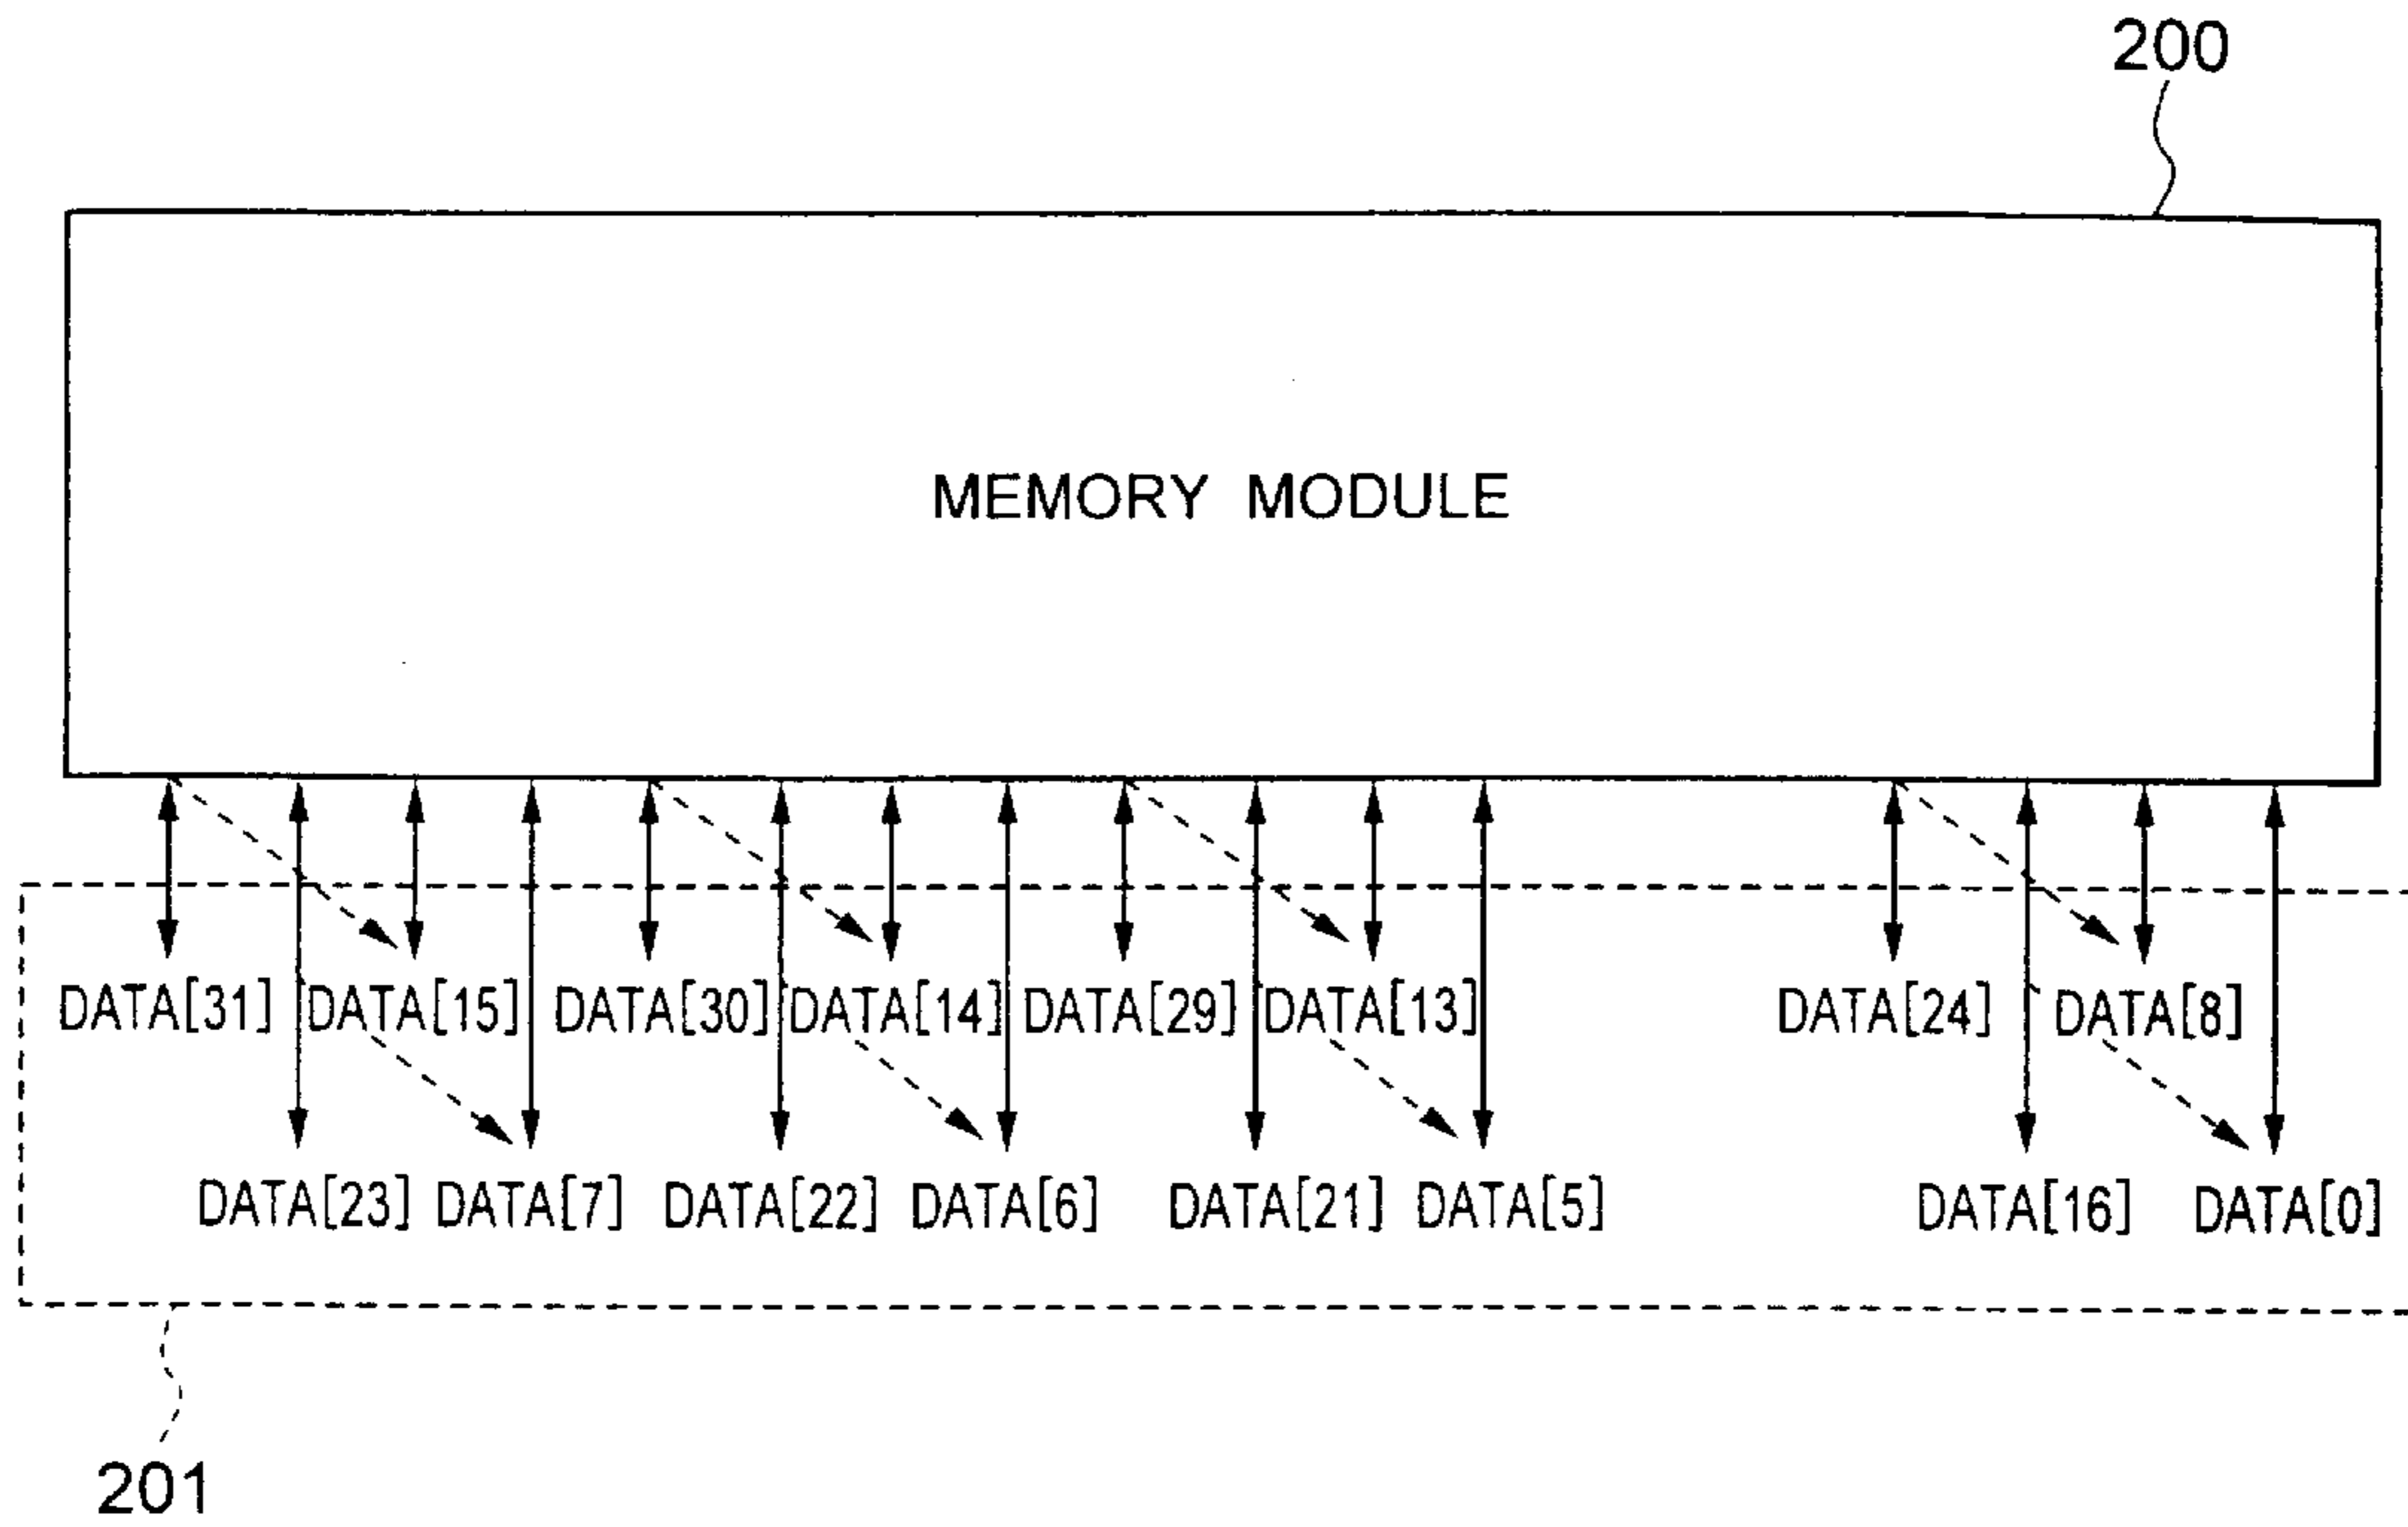 200
MEMORY MODULE
DATA[31] DATA[15] DATA[30] DATA[14] DATA[29] DATA[13] DATA[24] DATA[8]
DATA[23] DATA[7] DATA[22] DATA[6] DATA[21] DATA[5] DATA[16] DATA[0]
201